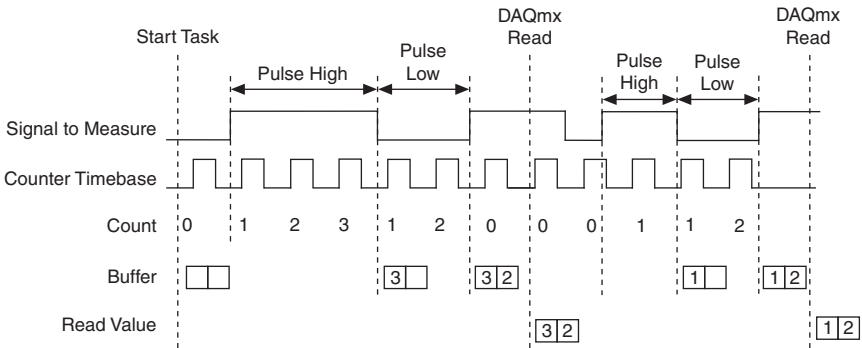 DAQmx Read
DAQmx Read
Start Task
Pulse High
Pulse Low
Pulse High
Pulse Low
Signal to Measure
Counter Timebase
Count 0 1 2 3 1 2 0 0 0 1 1 2
Buffer 3 3 2 1 1 2
Read Value 3 2 1 2